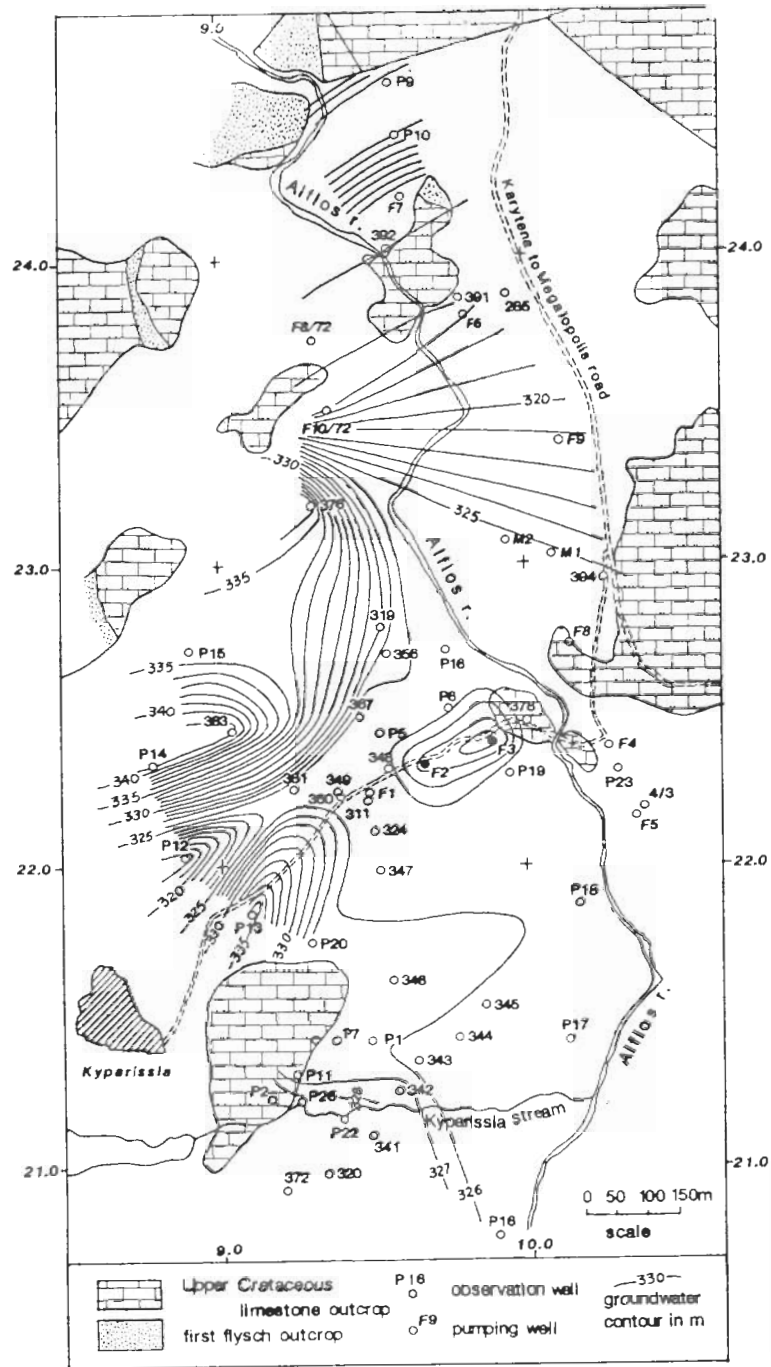 9.0
P9
P10
Alfios r.
F7
Karytena to Megalopolis road
392
24.0
24.0
391
265
F6
F8/72
320
F10/72
F9
330
376
325
M2
M1
Alfios r.
23.0
23.0
394
335
319
F8
P15
356
P16
335
367
P6
340
383
P5
378
F3
F4
P14
348
F2
P19
P23
340
381
349
F1
4/3
335
360
311
F5
330
325
324
P12
22.0
347
22.0
320
P18
325
330
P13
335
330
P20
346
345
Alfios r.
P7
P1
344
P17
Kyparissia
343
P11
342
P2
P26
Kyparissia stream
P22
341
21.0
327
21.0
372
320
326
0 50 100 150m
P16
scale
9.0
10.0
Upper Cretaceous
limestone outcrop
P16
observation well
330
groundwater
contour in m
first flysch outcrop
F9
pumping well